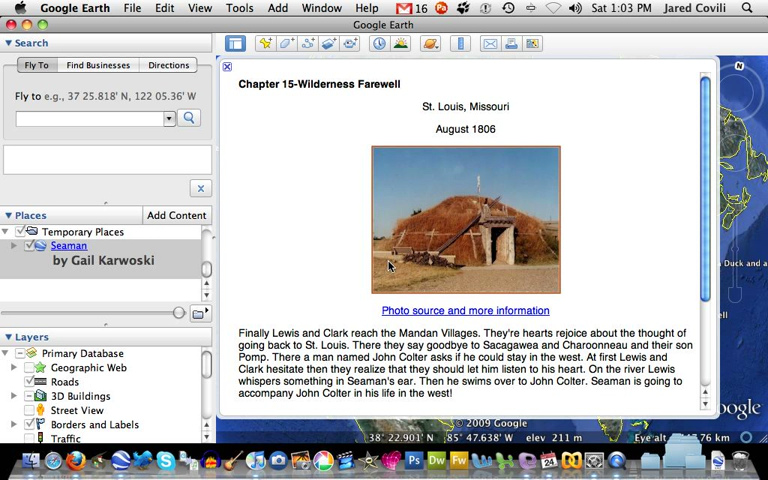 Google Earth File Edit View Tools Add Window Help 16 Sat 1:03 PM Jared Covili
Google Earth
Search
Fly To Find Businesses Directions
Fly to e.g., 37 25.818' N, 122 05.36' W
Places Add Content
Temporary Places
Seaman
by Gail Karwoski
Layers
Primary Database
Geographic Web
Roads
3D Buildings
Street View
Borders and Labels
Traffic
Chapter 15-Wilderness Farewell
St. Louis, Missouri
August 1806
Photo source and more information
Finally Lewis and Clark reach the Mandan Villages. They're hearts rejoice about the thought of
going back to St. Louis. There they say goodbye to Sacagawea and Charoonneau and their son
Pomp. There a man named John Colter asks if he could stay in the west. At first Lewis and
Clark hesitate then they realize that they should let him listen to his heart. On the river Lewis
whispers something in Seaman's ear. Then he swims over to John Colter. Seaman is going to
accompany John Colter in his life in the west!
N
Duck and a
© 2009 Google
38° 22.901' N 85° 47.638' W elev 211 m Eye alt
Ps Dw Fw 24